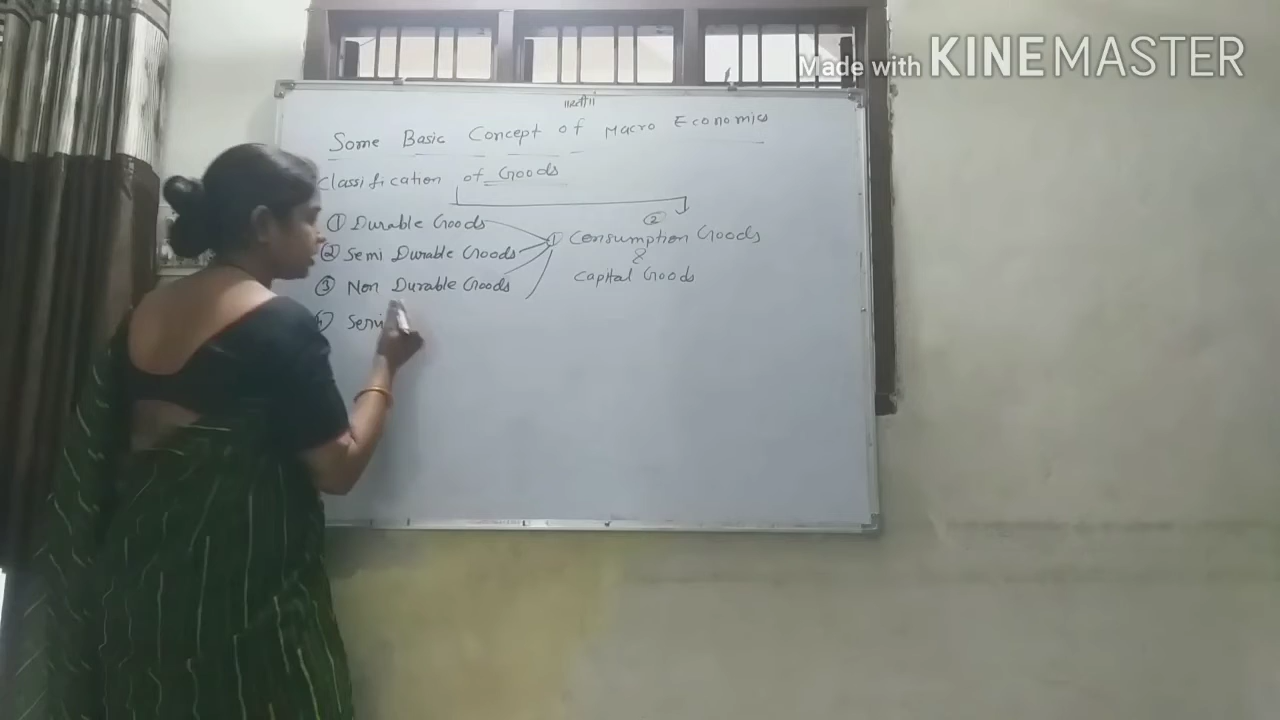 Made with KINEMASTER
Some Basic Concept of Macro Economics
Classification of Goods
① Durable Goods
② Semi Durable Goods
③ Non Durable Goods
②
① Consumption Goods
&
Capital Goods